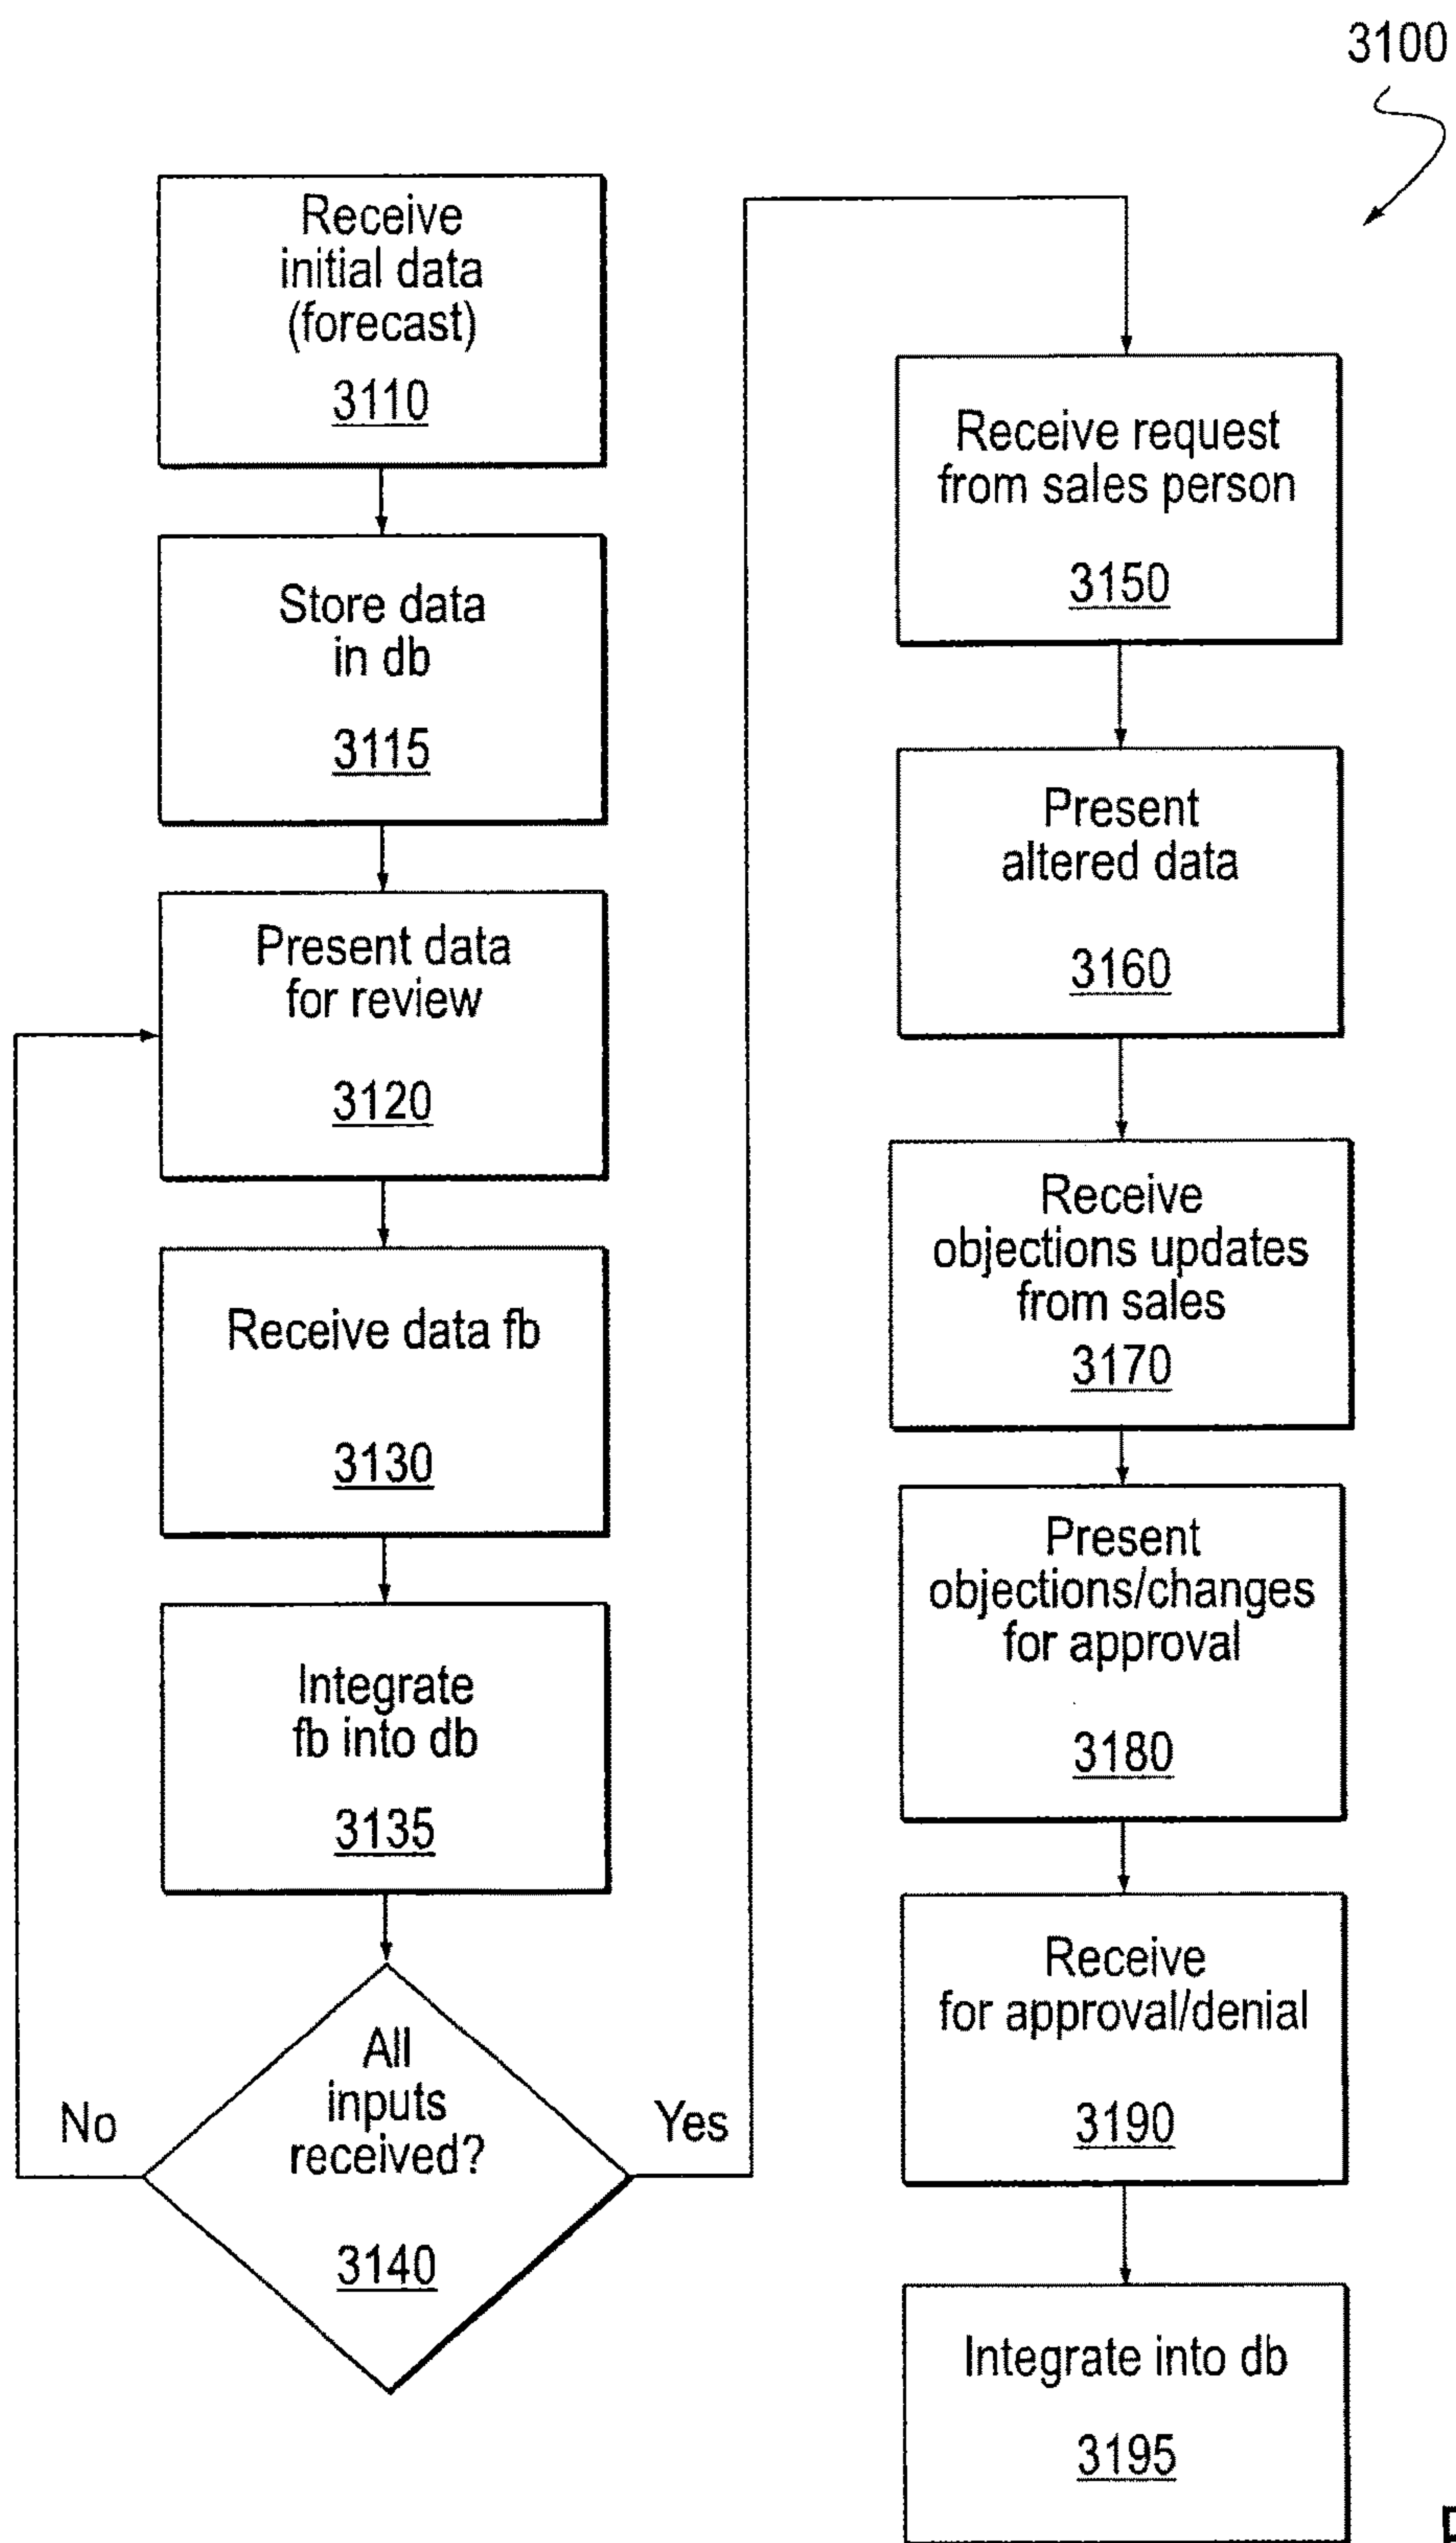 3100
Receive
initial data
(forecast)
3110
Store data
in db
3115
Present data
for review
3120
Receive data fb
3130
Integrate
fb into db
3135
All
inputs
received?
3140
No
Yes
Receive request
from sales person
3150
Present
altered data
3160
Receive
objections updates
from sales
3170
Present
objections/changes
for approval
3180
Receive
for approval/denial
3190
Integrate into db
3195